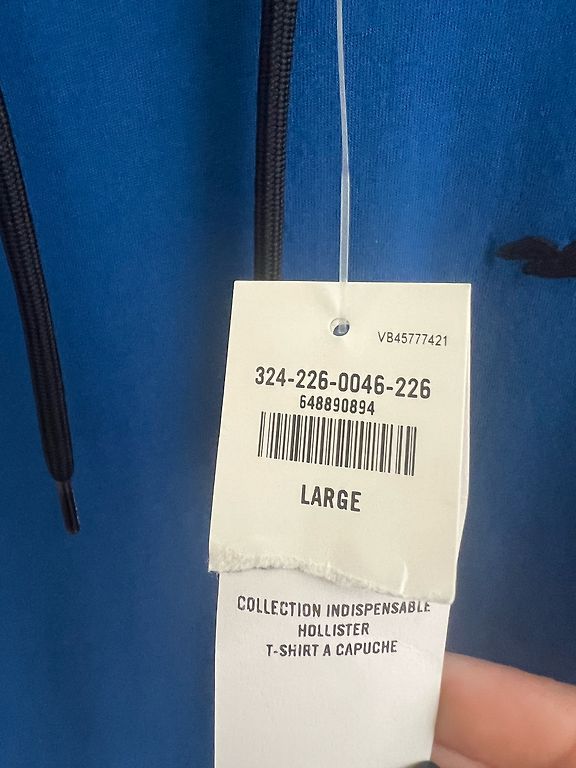 VB45777421
324-226-0046-226
648890894
LARGE
COLLECTION INDISPENSABLE
HOLLISTER
T-SHIRT A CAPUCHE